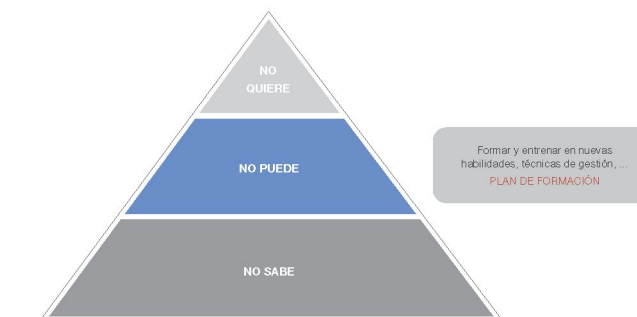 NO
QUIERE
NO PUEDE
Formar y entrenar en nuevas
habilidades, técnicas de gestión, ...
PLAN DE FORMACIÓN
NO SABE